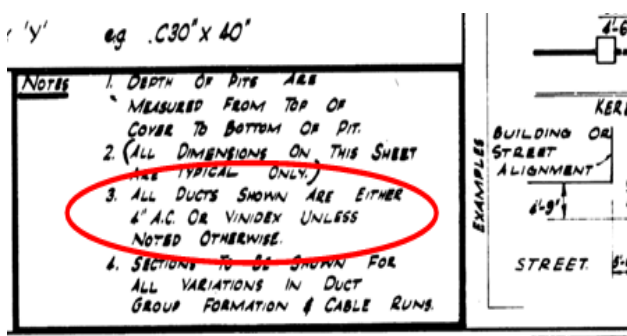 'Y' eg .C30" x 40"
NOTES 1. DEPTH OF PITS ARE
MEASURED FROM TOP OF
COVER TO BOTTOM OF PIT.
2. (ALL DIMENSIONS ON THIS SHEET
ARE TYPICAL ONLY.)
3. ALL DUCTS SHOWN ARE EITHER
4" A.C. OR VINIDEX UNLESS
NOTED OTHERWISE.
4. SECTIONS TO BE SHOWN FOR
ALL VARIATIONS IN DUCT
GROUP FORMATION & CABLE RUNS.
EXAMPLES
4'-6
KER
BUILDING OR
STREET
ALIGNMENT
STREET.